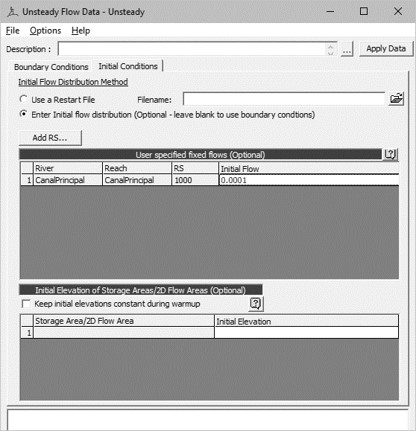 Unsteady Flow Data - Unsteady
File Options Help
Description : ... Apply Data
Boundary Conditions Initial Conditions
Initial Flow Distribution Method
Use a Restart File Filename:
Enter Initial flow distribution (Optional - leave blank to use boundary condtions)
Add RS...
User specified fixed flows (Optional)
River Reach RS Initial Flow
1 CanalPrincipal CanalPrincipal 1000 0.0001
Initial Elevation of Storage Areas/2D Flow Areas (Optional)
Keep initial elevations constant during warmup
Storage Area/2D Flow Area Initial Elevation
1